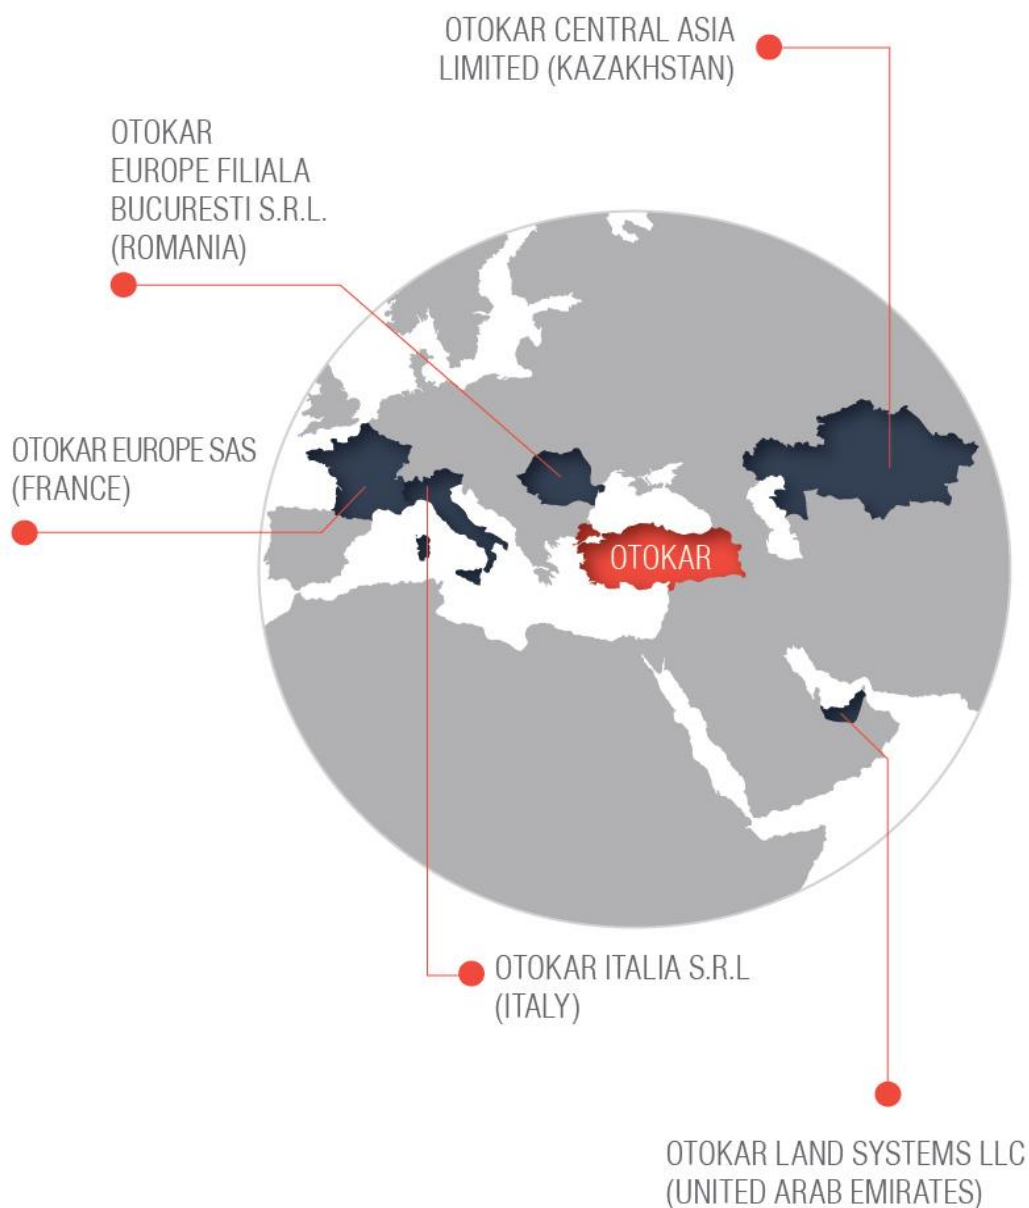 OTOKAR CENTRAL ASIA
LIMITED (KAZAKHSTAN)
OTOKAR
EUROPE FILIALA
BUCURESTI S.R.L.
(ROMANIA)
OTOKAR EUROPE SAS
(FRANCE)
OTOKAR
OTOKAR ITALIA S.R.L
(ITALY)
OTOKAR LAND SYSTEMS LLC
(UNITED ARAB EMIRATES)